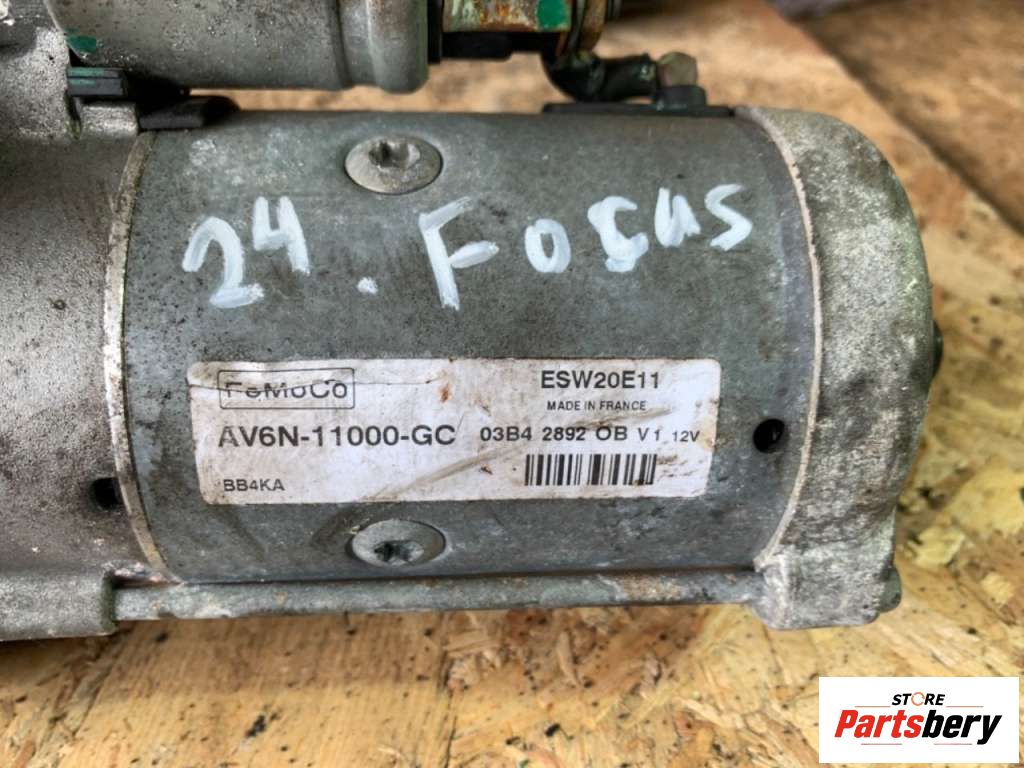 24. Focus
FoMoCo
ESW20E11
MADE IN FRANCE
AV6N-11000-GC 03B4 2892 OB V1 12V
BB4KA
STORE
Partsbery